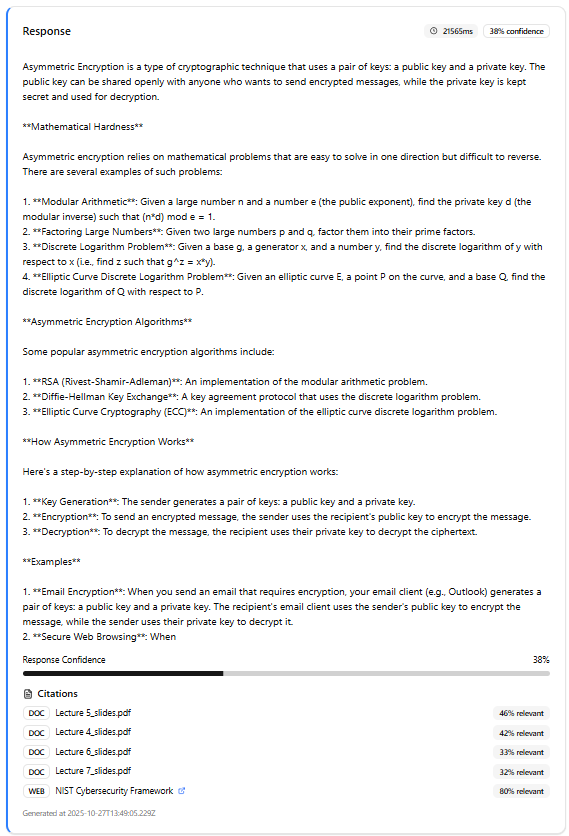 Response
21565ms
38% confidence
Asymmetric Encryption is a type of cryptographic technique that uses a pair of keys: a public key and a private key. The
public key can be shared openly with anyone who wants to send encrypted messages, while the private key is kept
secret and used for decryption.
**Mathematical Hardness**
Asymmetric encryption relies on mathematical problems that are easy to solve in one direction but difficult to reverse.
There are several examples of such problems:
1. **Modular Arithmetic**: Given a large number n and a number e (the public exponent), find the private key d (the
modular inverse) such that (n*d) mod e = 1.
2. **Factoring Large Numbers**: Given two large numbers p and q, factor them into their prime factors.
3. **Discrete Logarithm Problem**: Given a base g, a generator x, and a number y, find the discrete logarithm of y with
respect to x (i.e., find z such that g^z = x*y).
4. **Elliptic Curve Discrete Logarithm Problem**: Given an elliptic curve E, a point P on the curve, and a base Q, find the
discrete logarithm of Q with respect to P.
**Asymmetric Encryption Algorithms**
Some popular asymmetric encryption algorithms include:
1. **RSA (Rivest-Shamir-Adleman)**: An implementation of the modular arithmetic problem.
2. **Diffie-Hellman Key Exchange**: A key agreement protocol that uses the discrete logarithm problem.
3. **Elliptic Curve Cryptography (ECC)**: An implementation of the elliptic curve discrete logarithm problem.
**How Asymmetric Encryption Works**
Here's a step-by-step explanation of how asymmetric encryption works:
1. **Key Generation**: The sender generates a pair of keys: a public key and a private key.
2. **Encryption**: To send an encrypted message, the sender uses the recipient's public key to encrypt the message.
3. **Decryption**: To decrypt the message, the recipient uses their private key to decrypt the ciphertext.
**Examples**
1. **Email Encryption**: When you send an email that requires encryption, your email client (e.g., Outlook) generates a
pair of keys: a public key and a private key. The recipient's email client uses the sender's public key to encrypt the
message, while the sender uses their private key to decrypt it.
2. **Secure Web Browsing**: When
Response Confidence
38%
Citations
DOC Lecture 5_slides.pdf 46% relevant
DOC Lecture 4_slides.pdf 42% relevant
DOC Lecture 6_slides.pdf 33% relevant
DOC Lecture 7_slides.pdf 32% relevant
WEB NIST Cybersecurity Framework 80% relevant
Generated at 2025-10-27T13:49:05.229Z